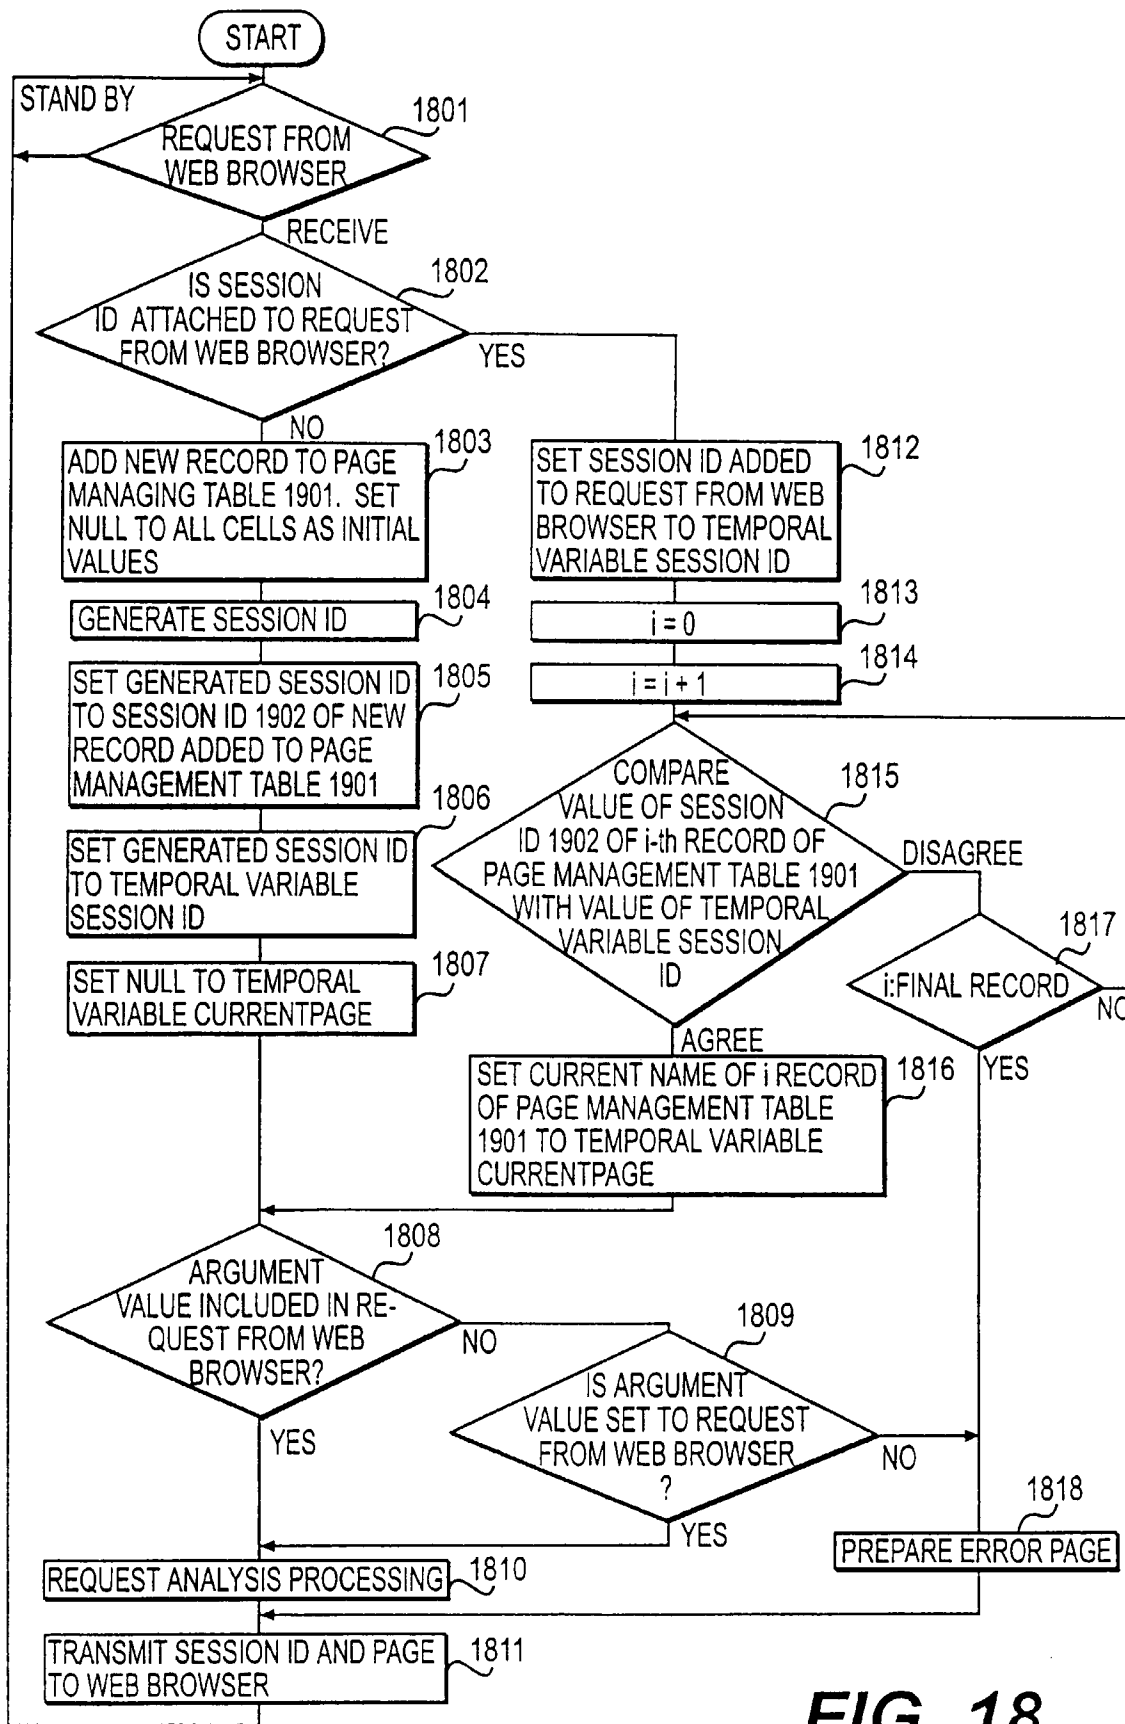 START
STAND BY
1801
REQUEST FROM
WEB BROWSER
RECEIVE
1802
IS SESSION
ID ATTACHED TO REQUEST
FROM WEB BROWSER?
YES
NO
1803
ADD NEW RECORD TO PAGE
MANAGING TABLE 1901. SET
NULL TO ALL CELLS AS INITIAL
VALUES
1804
GENERATE SESSION ID
1805
SET GENERATED SESSION ID
TO SESSION ID 1902 OF NEW
RECORD ADDED TO PAGE
MANAGEMENT TABLE 1901
1806
SET GENERATED SESSION ID
TO TEMPORAL VARIABLE
SESSION ID
1807
SET NULL TO TEMPORAL
VARIABLE CURRENTPAGE
1812
SET SESSION ID ADDED
TO REQUEST FROM WEB
BROWSER TO TEMPORAL
VARIABLE SESSION ID
1813
i = 0
1814
i = i + 1
1815
COMPARE
VALUE OF SESSION
ID 1902 OF i-th RECORD OF
PAGE MANAGEMENT TABLE 1901
WITH VALUE OF TEMPORAL
VARIABLE SESSION
ID
DISAGREE
1817
i:FINAL RECORD
NO
YES
AGREE
1816
SET CURRENT NAME OF i RECORD
OF PAGE MANAGEMENT TABLE
1901 TO TEMPORAL VARIABLE
CURRENTPAGE
1808
ARGUMENT
VALUE INCLUDED IN RE-
QUEST FROM WEB
BROWSER?
NO
YES
1809
IS ARGUMENT
VALUE SET TO REQUEST
FROM WEB BROWSER
?
NO
YES
1818
PREPARE ERROR PAGE
1810
REQUEST ANALYSIS PROCESSING
1811
TRANSMIT SESSION ID AND PAGE
TO WEB BROWSER
FIG. 18